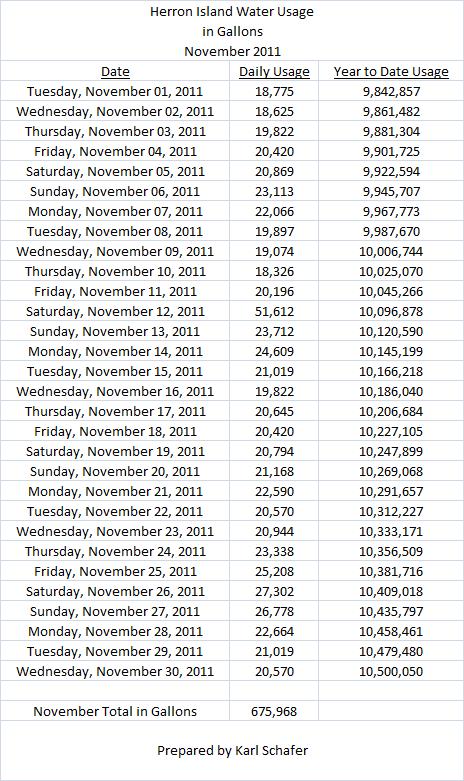 Herron Island Water Usage
in Gallons
November 2011
Date Daily Usage Year to Date Usage
Tuesday, November 01, 2011 18,775 9,842,857
Wednesday, November 02, 2011 18,625 9,861,482
Thursday, November 03, 2011 19,822 9,881,304
Friday, November 04, 2011 20,420 9,901,725
Saturday, November 05, 2011 20,869 9,922,594
Sunday, November 06, 2011 23,113 9,945,707
Monday, November 07, 2011 22,066 9,967,773
Tuesday, November 08, 2011 19,897 9,987,670
Wednesday, November 09, 2011 19,074 10,006,744
Thursday, November 10, 2011 18,326 10,025,070
Friday, November 11, 2011 20,196 10,045,266
Saturday, November 12, 2011 51,612 10,096,878
Sunday, November 13, 2011 23,712 10,120,590
Monday, November 14, 2011 24,609 10,145,199
Tuesday, November 15, 2011 21,019 10,166,218
Wednesday, November 16, 2011 19,822 10,186,040
Thursday, November 17, 2011 20,645 10,206,684
Friday, November 18, 2011 20,420 10,227,105
Saturday, November 19, 2011 20,794 10,247,899
Sunday, November 20, 2011 21,168 10,269,068
Monday, November 21, 2011 22,590 10,291,657
Tuesday, November 22, 2011 20,570 10,312,227
Wednesday, November 23, 2011 20,944 10,333,171
Thursday, November 24, 2011 23,338 10,356,509
Friday, November 25, 2011 25,208 10,381,716
Saturday, November 26, 2011 27,302 10,409,018
Sunday, November 27, 2011 26,778 10,435,797
Monday, November 28, 2011 22,664 10,458,461
Tuesday, November 29, 2011 21,019 10,479,480
Wednesday, November 30, 2011 20,570 10,500,050
November Total in Gallons 675,968
Prepared by Karl Schafer